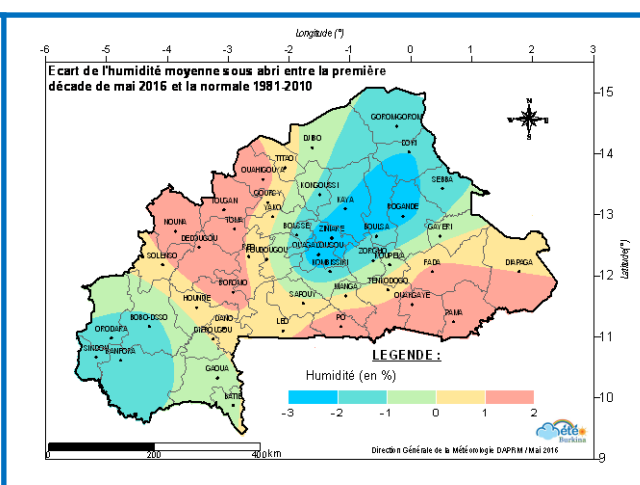 Longitude (°)
-6 -5 -4 -3 -2 -1 0 1 2 3
Ecart de l'humidité moyenne sous abri entre la première
décade de mai 2016 et la normale 1981-2010
-15
GOROMGOROM
N
DJIBO
DORI
-14
TITAO
OUAHIGOUYA
KONGOUSSI
SEBBA
GOURCY
KAYA
TOUGAN
YAKO
BOGANDE
-13
NOUNA
TOMA
BOUSSE
ZINIARE
BOULSA
GAYERI
DEDOUGOU
OUAGADOUGOU
KOUDOUGOU
ZORGHO
SOLENZO
KOMBISSIRI
KOUPELA
FADA
DIAPAGA
-12
Latitude(°)
TENKODOGO
BOROMO
MANGA
SAPOUY
OUARGAYE
HOUNDE
BOBO-DSSO
DANO
PO
PAMA
ORODARA
DIEBOUGOU
LEO
-11
SINDOU
BANFORA
LEGENDE :
GAOUA
Humidité (en %)
BATIE
-10
-3 -2 -1 0 1 2
été
Burkina
0 200 400 km
Direction Générale de la Météorologie DAPRM / Mai 2016
-9